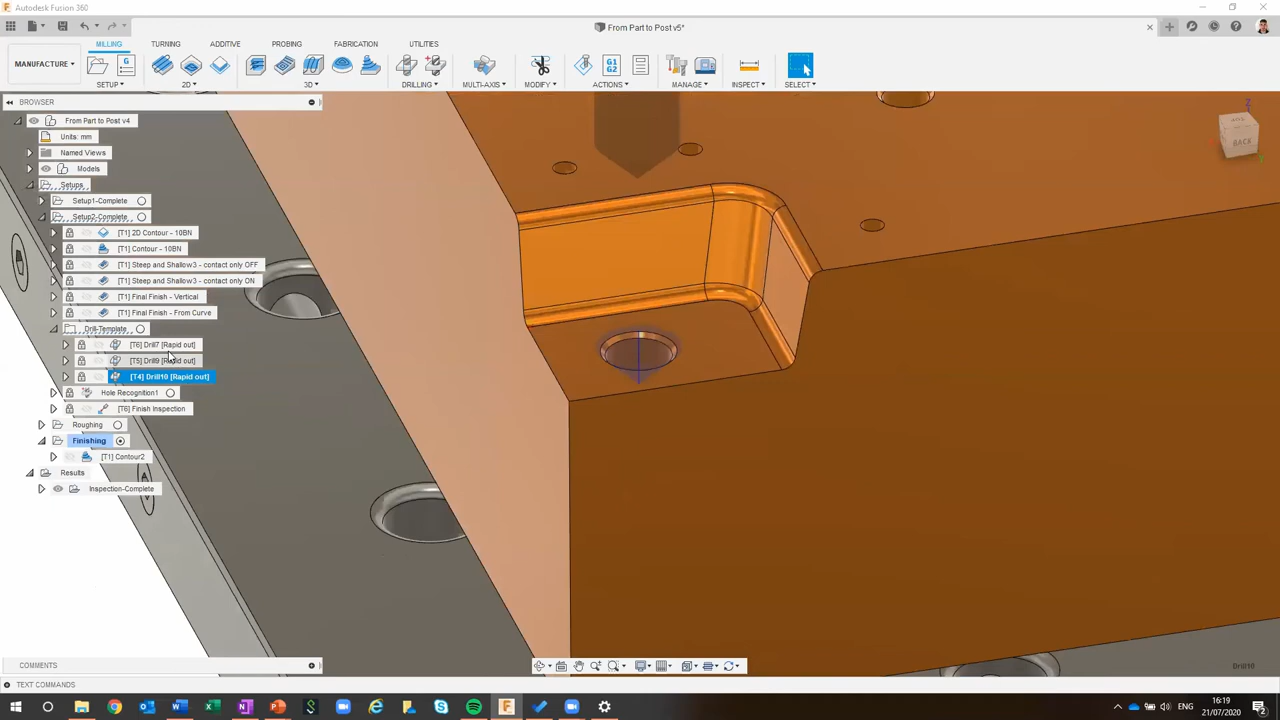 Autodesk Fusion 360
From Part to Post v5*
MILLING TURNING ADDITIVE PROBING FABRICATION UTILITIES
MANUFACTURE
SETUP 2D 3D DRILLING MULTI-AXIS MODIFY ACTIONS MANAGE INSPECT SELECT
BROWSER
From Part to Post v4
Units: mm
Named Views
Models
Setups
Setup1-Complete
Setup2-Complete
[T1] 2D Contour - 10BN
[T1] Contour - 10BN
[T1] Steep and Shallow3 - contact only OFF
[T1] Steep and Shallow3 - contact only ON
[T1] Final Finish - Vertical
[T1] Final Finish - From Curve
Drill-Template
[T6] Drill7 [Rapid out]
[T5] Drill9 [Rapid out]
[T4] Drill10 [Rapid out]
Hole Recognition1
[T6] Finish Inspection
Roughing
Finishing
[T1] Contour2
Results
Inspection-Complete
BACK
Z
COMMENTS
Drill10
TEXT COMMANDS
ENG
16:19
21/07/2020